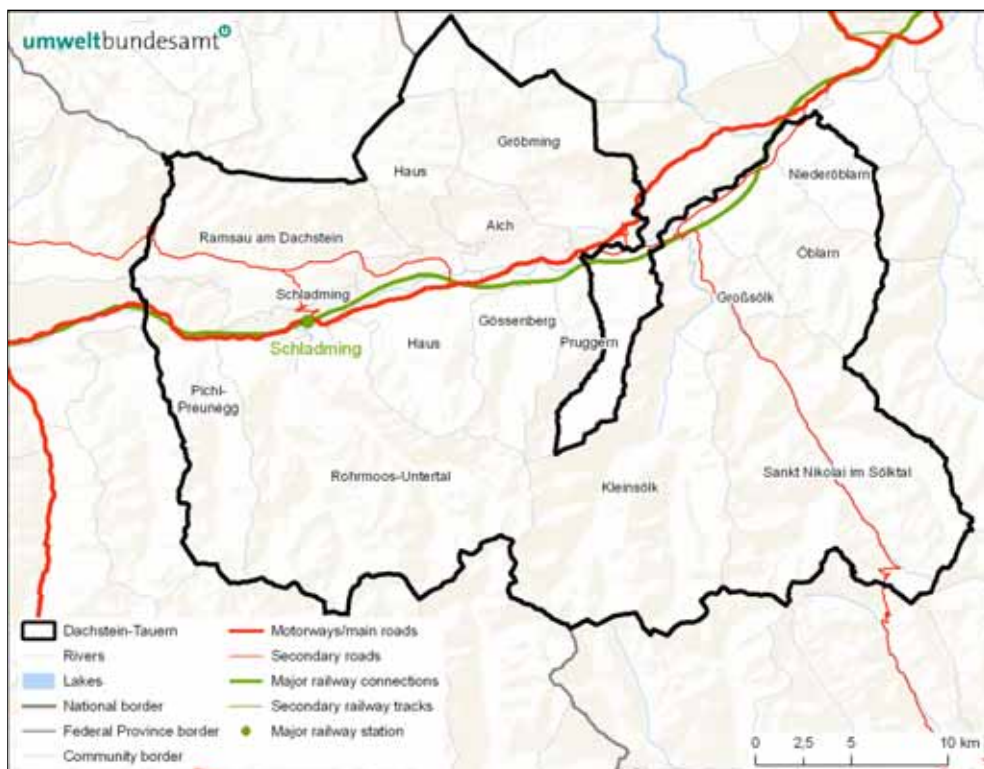 umweltbundesamt
Gröbming
Haus
Niederöblarn
Aich
Ramsau am Dachstein
Öblarn
Schladming
Großsölk
Gössenberg
Schladming
Haus
Pruggern
Pichl-
Preunegg
Rohrmoos-Untertal
Sankt Nikolai im Sölktal
Kleinsölk
Dachstein-Tauern
Rivers
Lakes
National border
Federal Province border
Community border
Motorways/main roads
Secondary roads
Major railway connections
Secondary railway tracks
Major railway station
0 2,5 5 10 km